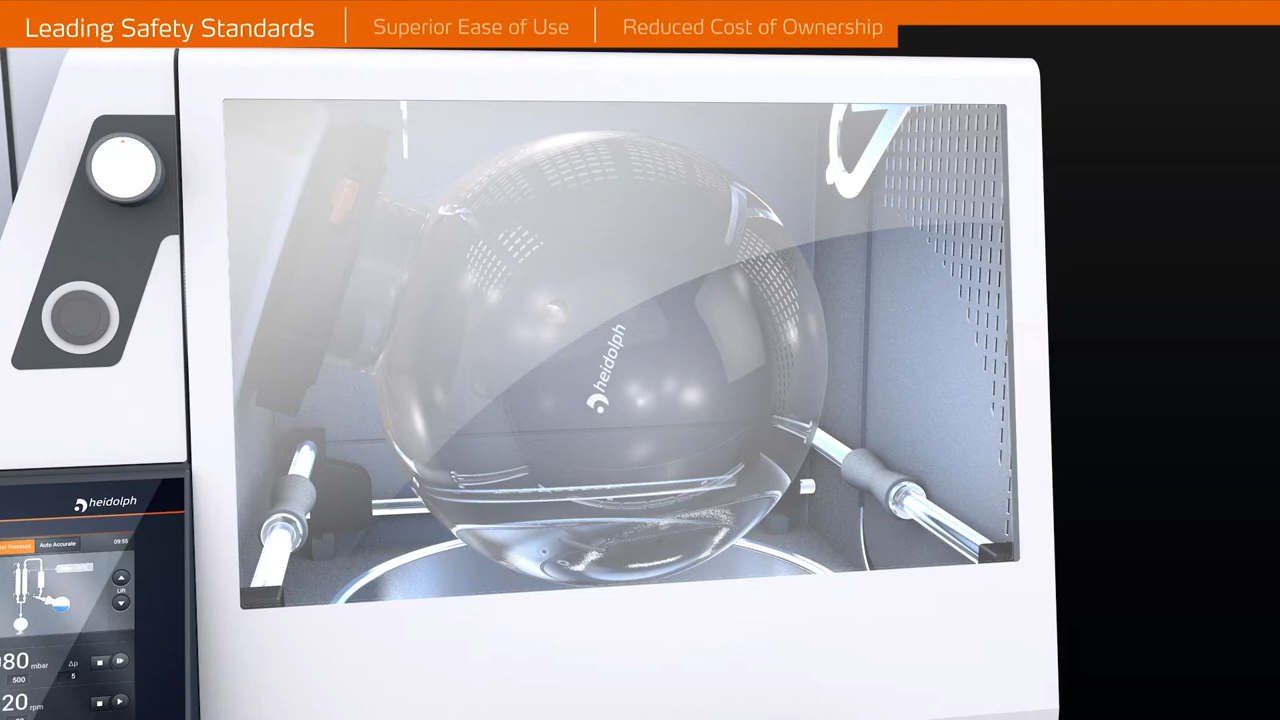 Leading Safety Standards
Superior Ease of Use
Reduced Cost of Ownership
heidolph
heidolph
Auto Accurate
09:55
Lift
mbar
Δp
500
5
20 rpm